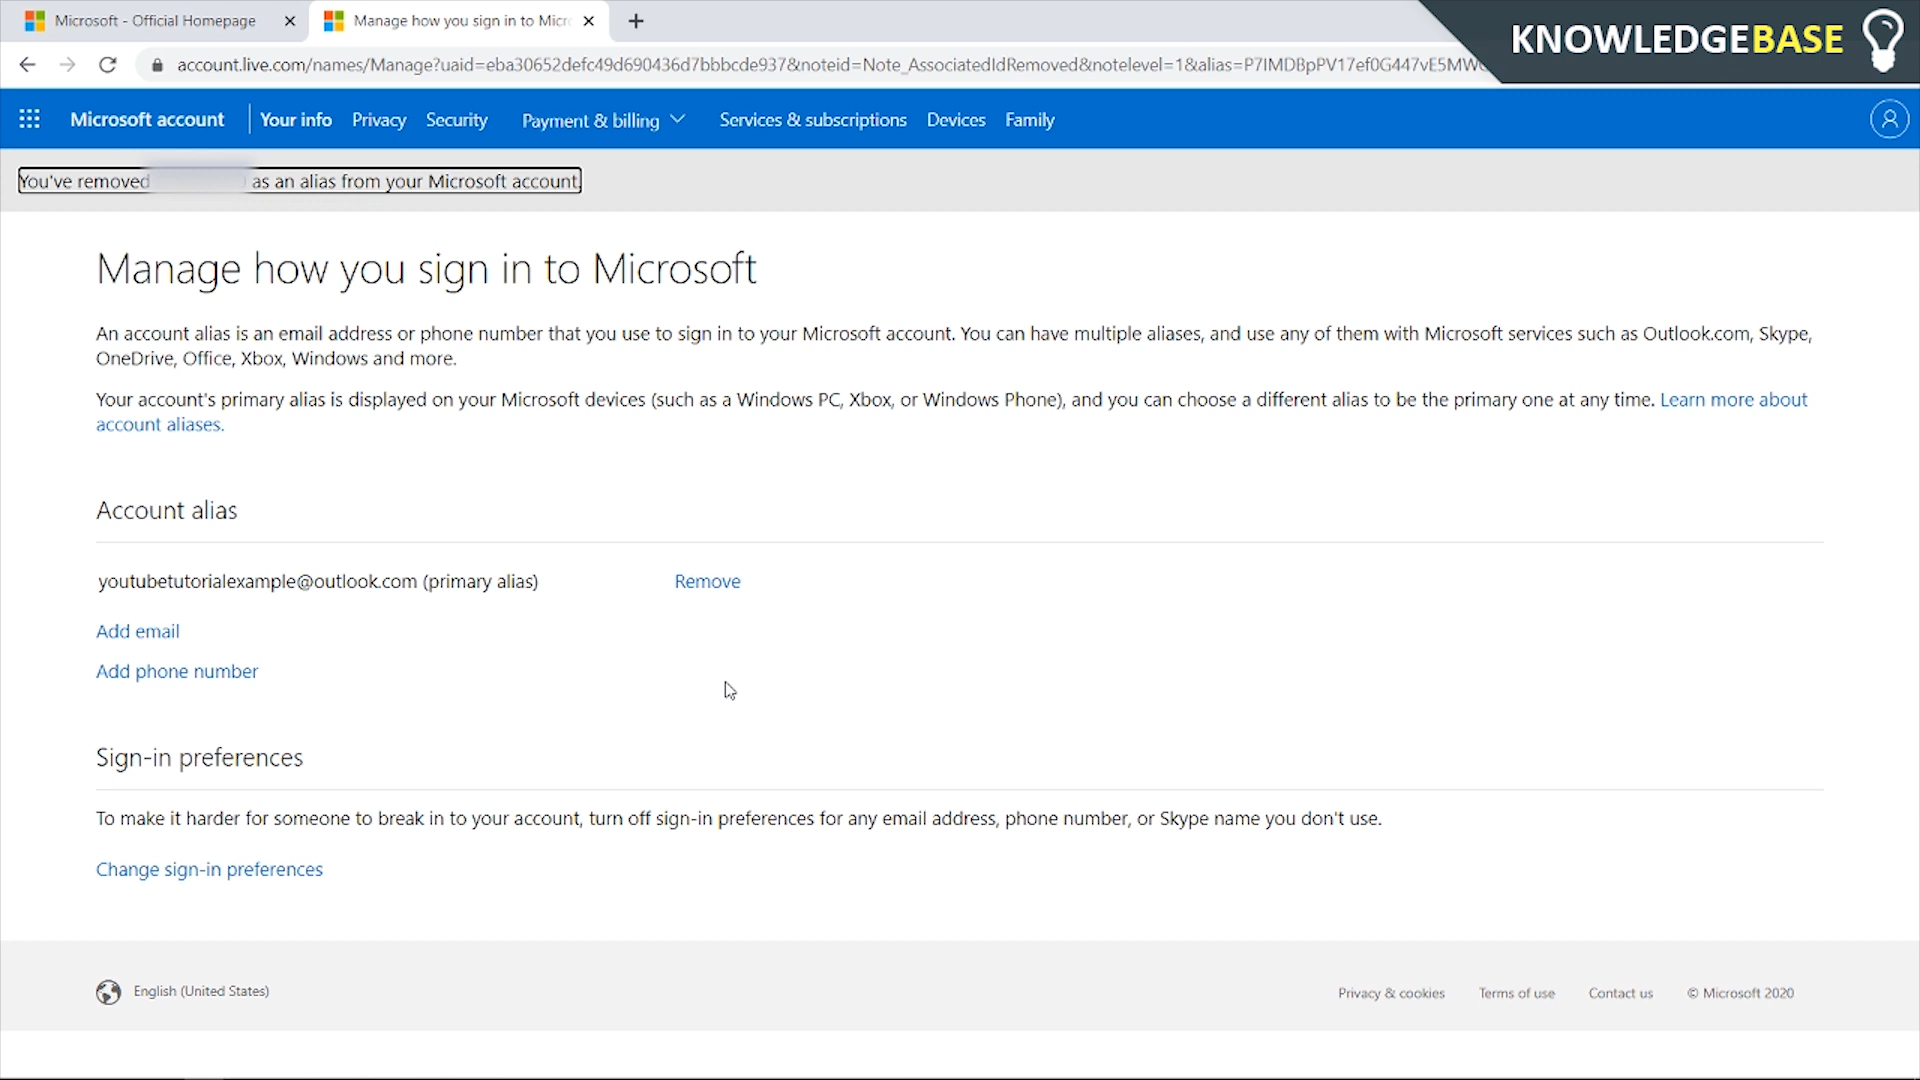 Microsoft - Official Homepage
Manage how you sign in to Micr
KNOWLEDGEBASE
account.live.com/names/Manage?uaid=eba30652defc49d690436d7bbbcde937&noteid=Note_AssociatedIdRemoved&notelevel=1&alias=P7IMDBpPV17ef0G447vE5MW
Microsoft account Your info Privacy Security Payment & billing Services & subscriptions Devices Family
You've removed as an alias from your Microsoft account.
Manage how you sign in to Microsoft
An account alias is an email address or phone number that you use to sign in to your Microsoft account. You can have multiple aliases, and use any of them with Microsoft services such as Outlook.com, Skype,
OneDrive, Office, Xbox, Windows and more.
Your account's primary alias is displayed on your Microsoft devices (such as a Windows PC, Xbox, or Windows Phone), and you can choose a different alias to be the primary one at any time. Learn more about
account aliases.
Account alias
youtubetutorialexample@outlook.com (primary alias) Remove
Add email
Add phone number
Sign-in preferences
To make it harder for someone to break in to your account, turn off sign-in preferences for any email address, phone number, or Skype name you don't use.
Change sign-in preferences
English (United States)
Privacy & cookies Terms of use Contact us © Microsoft 2020